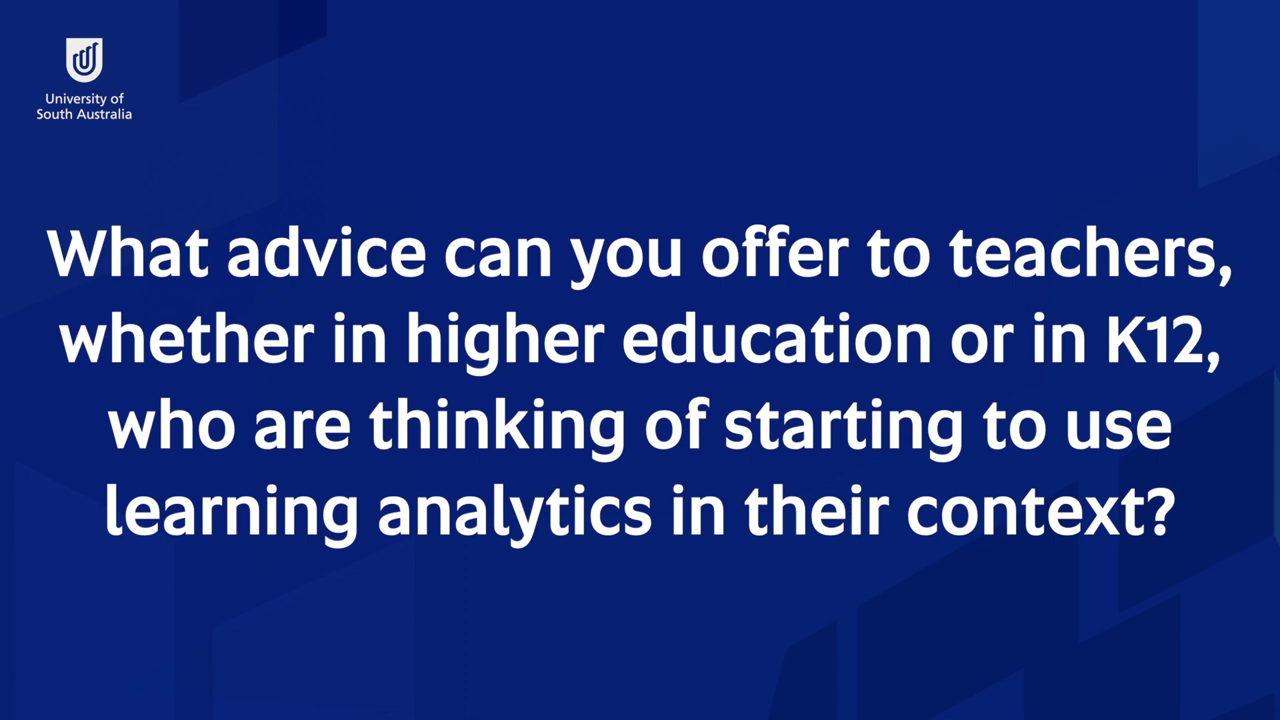 University of
South Australia
What advice can you offer to teachers,
whether in higher education or in K12,
who are thinking of starting to use
learning analytics in their context?